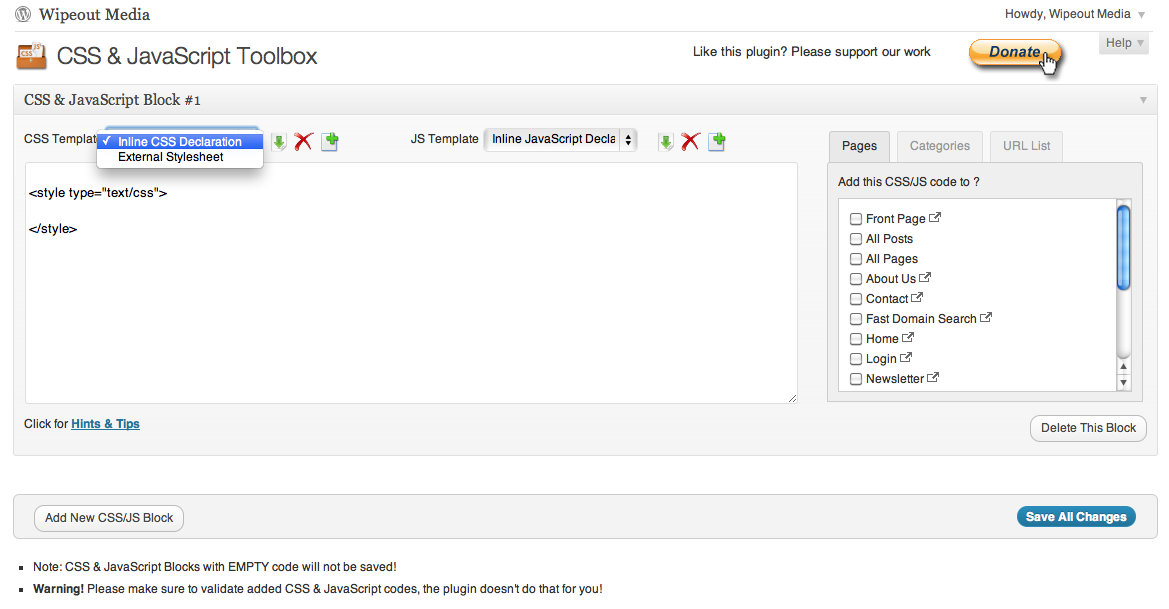 Wipeout Media
Howdy, Wipeout Media
CSS & JavaScript Toolbox
Like this plugin? Please support our work
Donate
Help
CSS & JavaScript Block #1
CSS Templat
Inline CSS Declaration
External Stylesheet
JS Template
Inline JavaScript Decla
<style type="text/css">
</style>
Pages
Categories
URL List
Add this CSS/JS code to ?
Front Page
All Posts
All Pages
About Us
Contact
Fast Domain Search
Home
Login
Newsletter
Click for Hints & Tips
Delete This Block
Add New CSS/JS Block
Save All Changes
Note: CSS & JavaScript Blocks with EMPTY code will not be saved!
Warning! Please make sure to validate added CSS & JavaScript codes, the plugin doesn't do that for you!